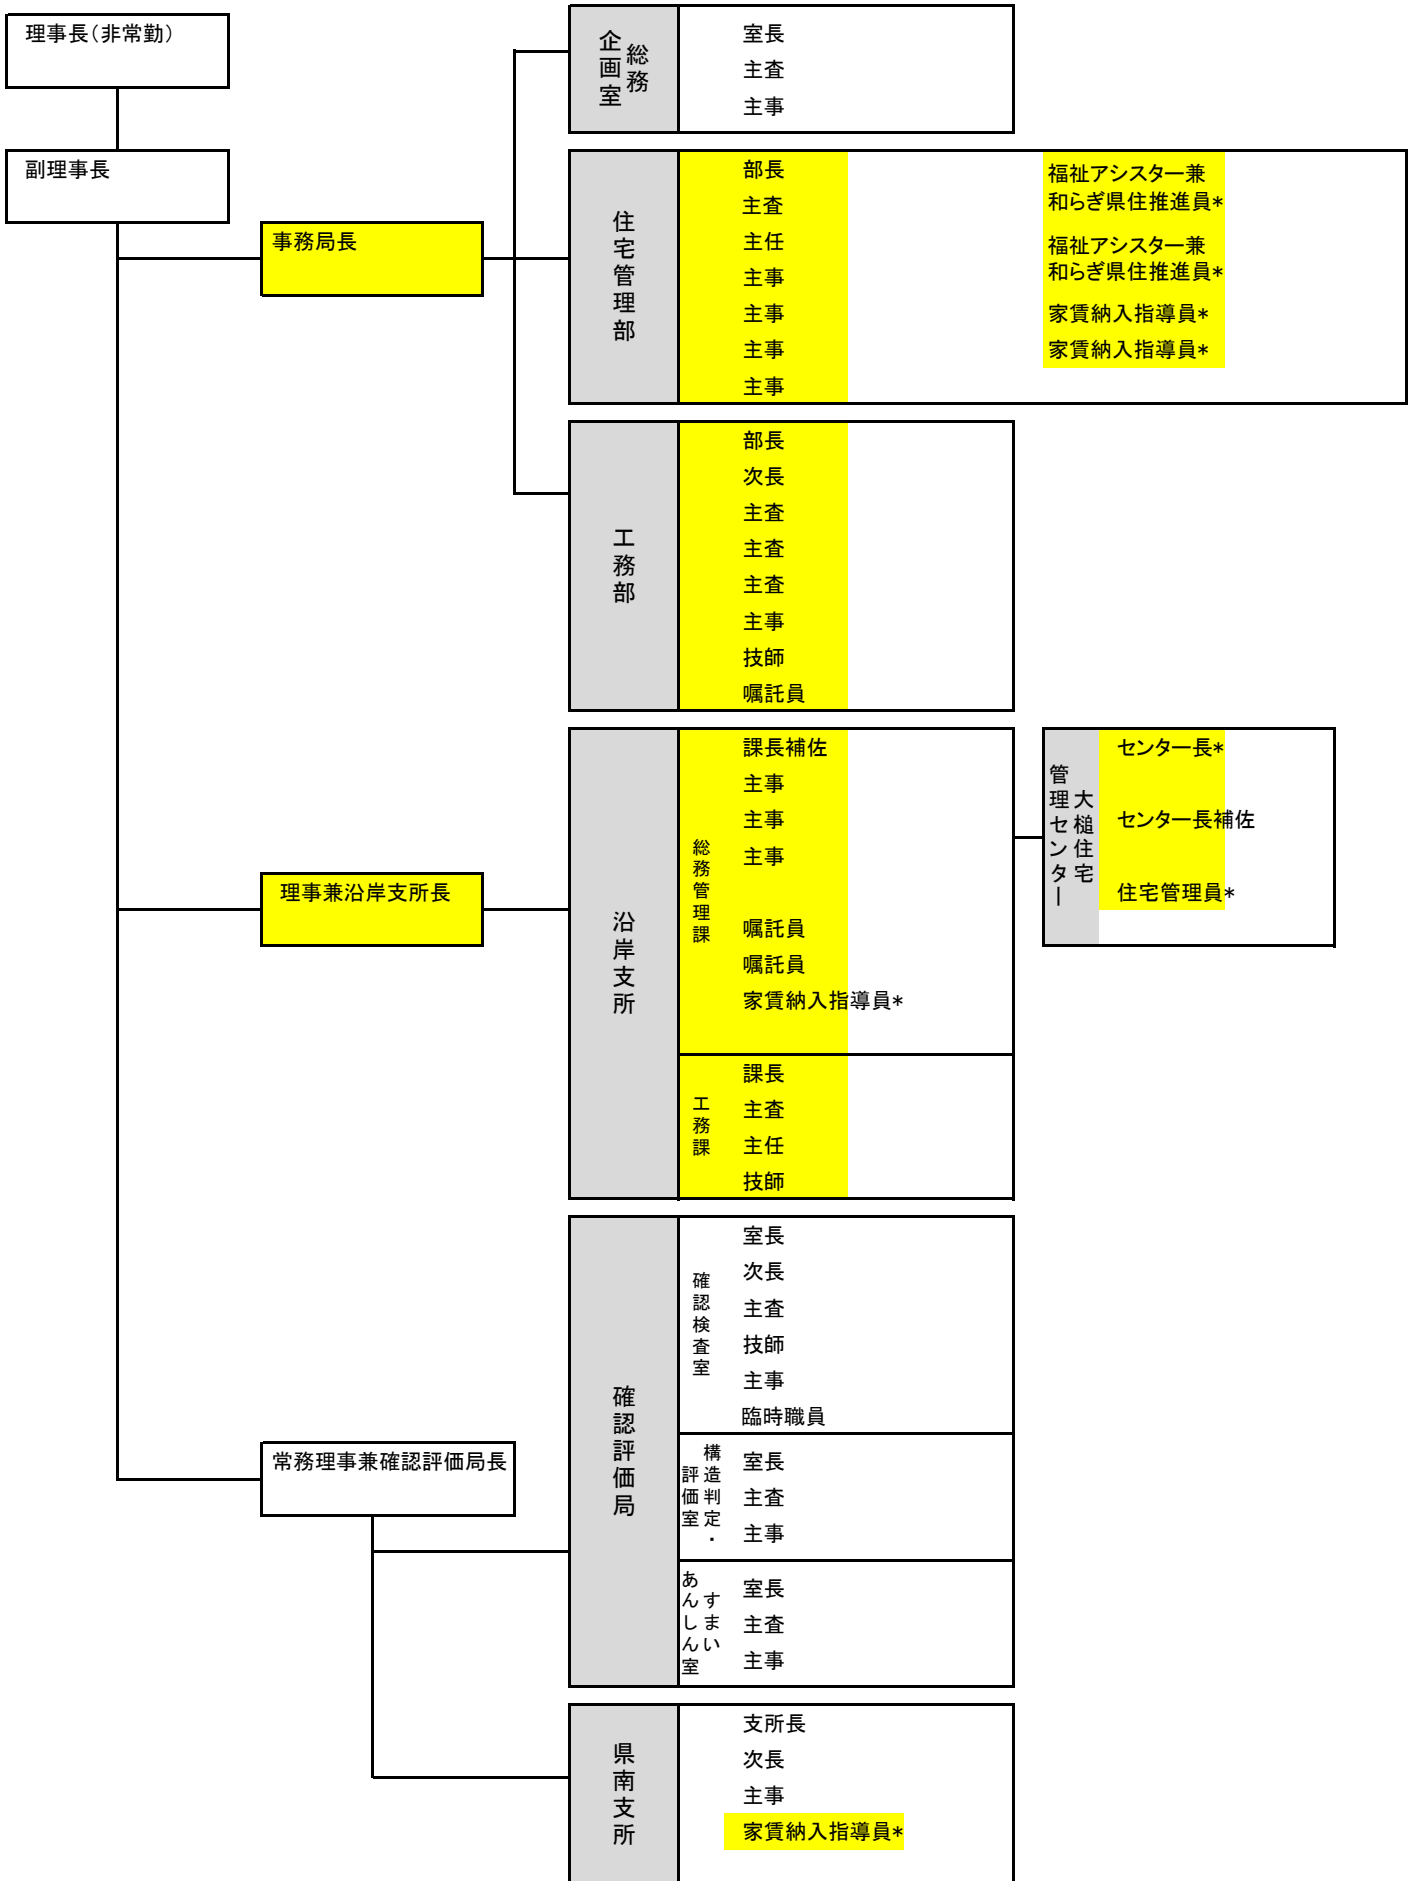 理事長（非常勤）
副理事長
事務局長
総務
企画室
室長
主査
主事
住宅管理部
部長
主査
主任
主事
主事
主事
主事
福祉アシスター兼
和らぎ県住推進員*
福祉アシスター兼
和らぎ県住推進員*
家賃納入指導員*
家賃納入指導員*
工務部
部長
次長
主査
主査
主査
主事
技師
嘱託員
理事兼沿岸支所長
沿岸支所
総務管理課
課長補佐
主事
主事
主事
嘱託員
嘱託員
家賃納入指導員*
工務課
課長
主査
主任
技師
大槌住宅
管理センター
センター長*
センター長補佐
住宅管理員*
常務理事兼確認評価局長
確認評価局
確認検査室
室長
次長
主査
技師
主事
臨時職員
構造判定・
評価室
室長
主査
主事
すまい
あんしん室
室長
主査
主事
県南支所
支所長
次長
主事
家賃納入指導員*